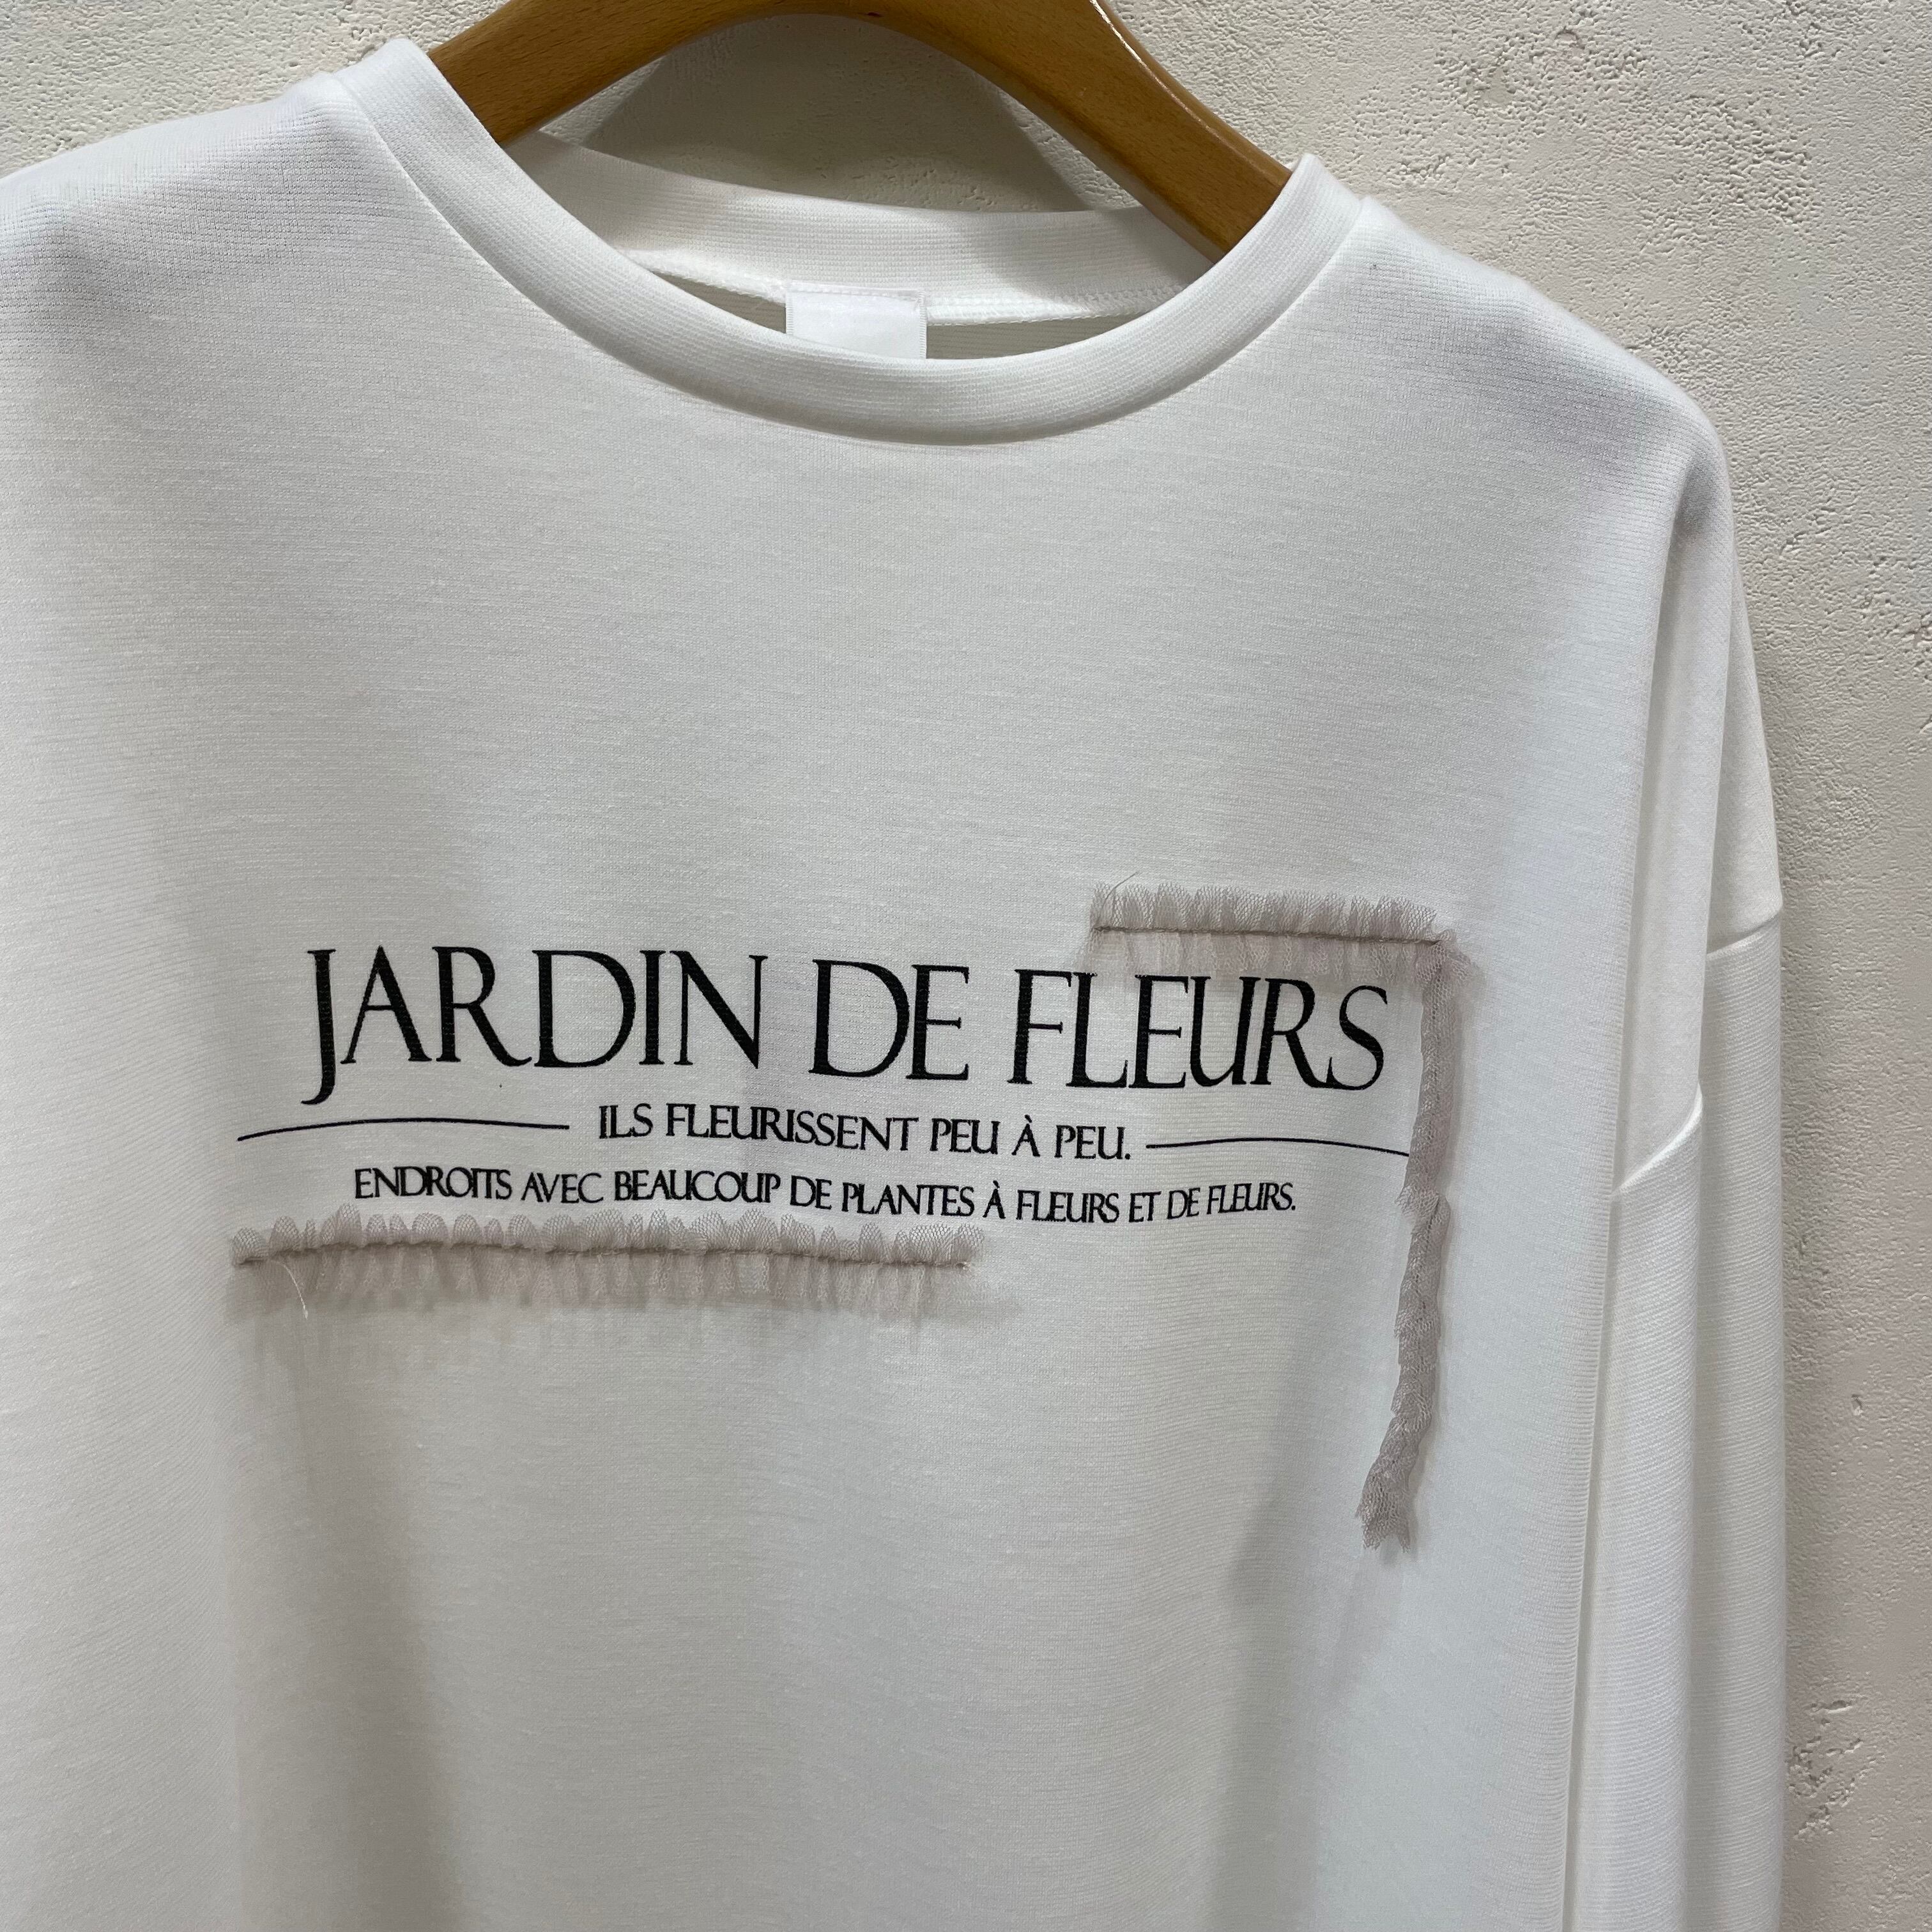 JARDIN DE FLEURS
ILS FLEURISSENT PEU À PEU.
ENDROITS AVEC BEAUCOUP DE PLANTES À FLEURS ET DE FLEURS.